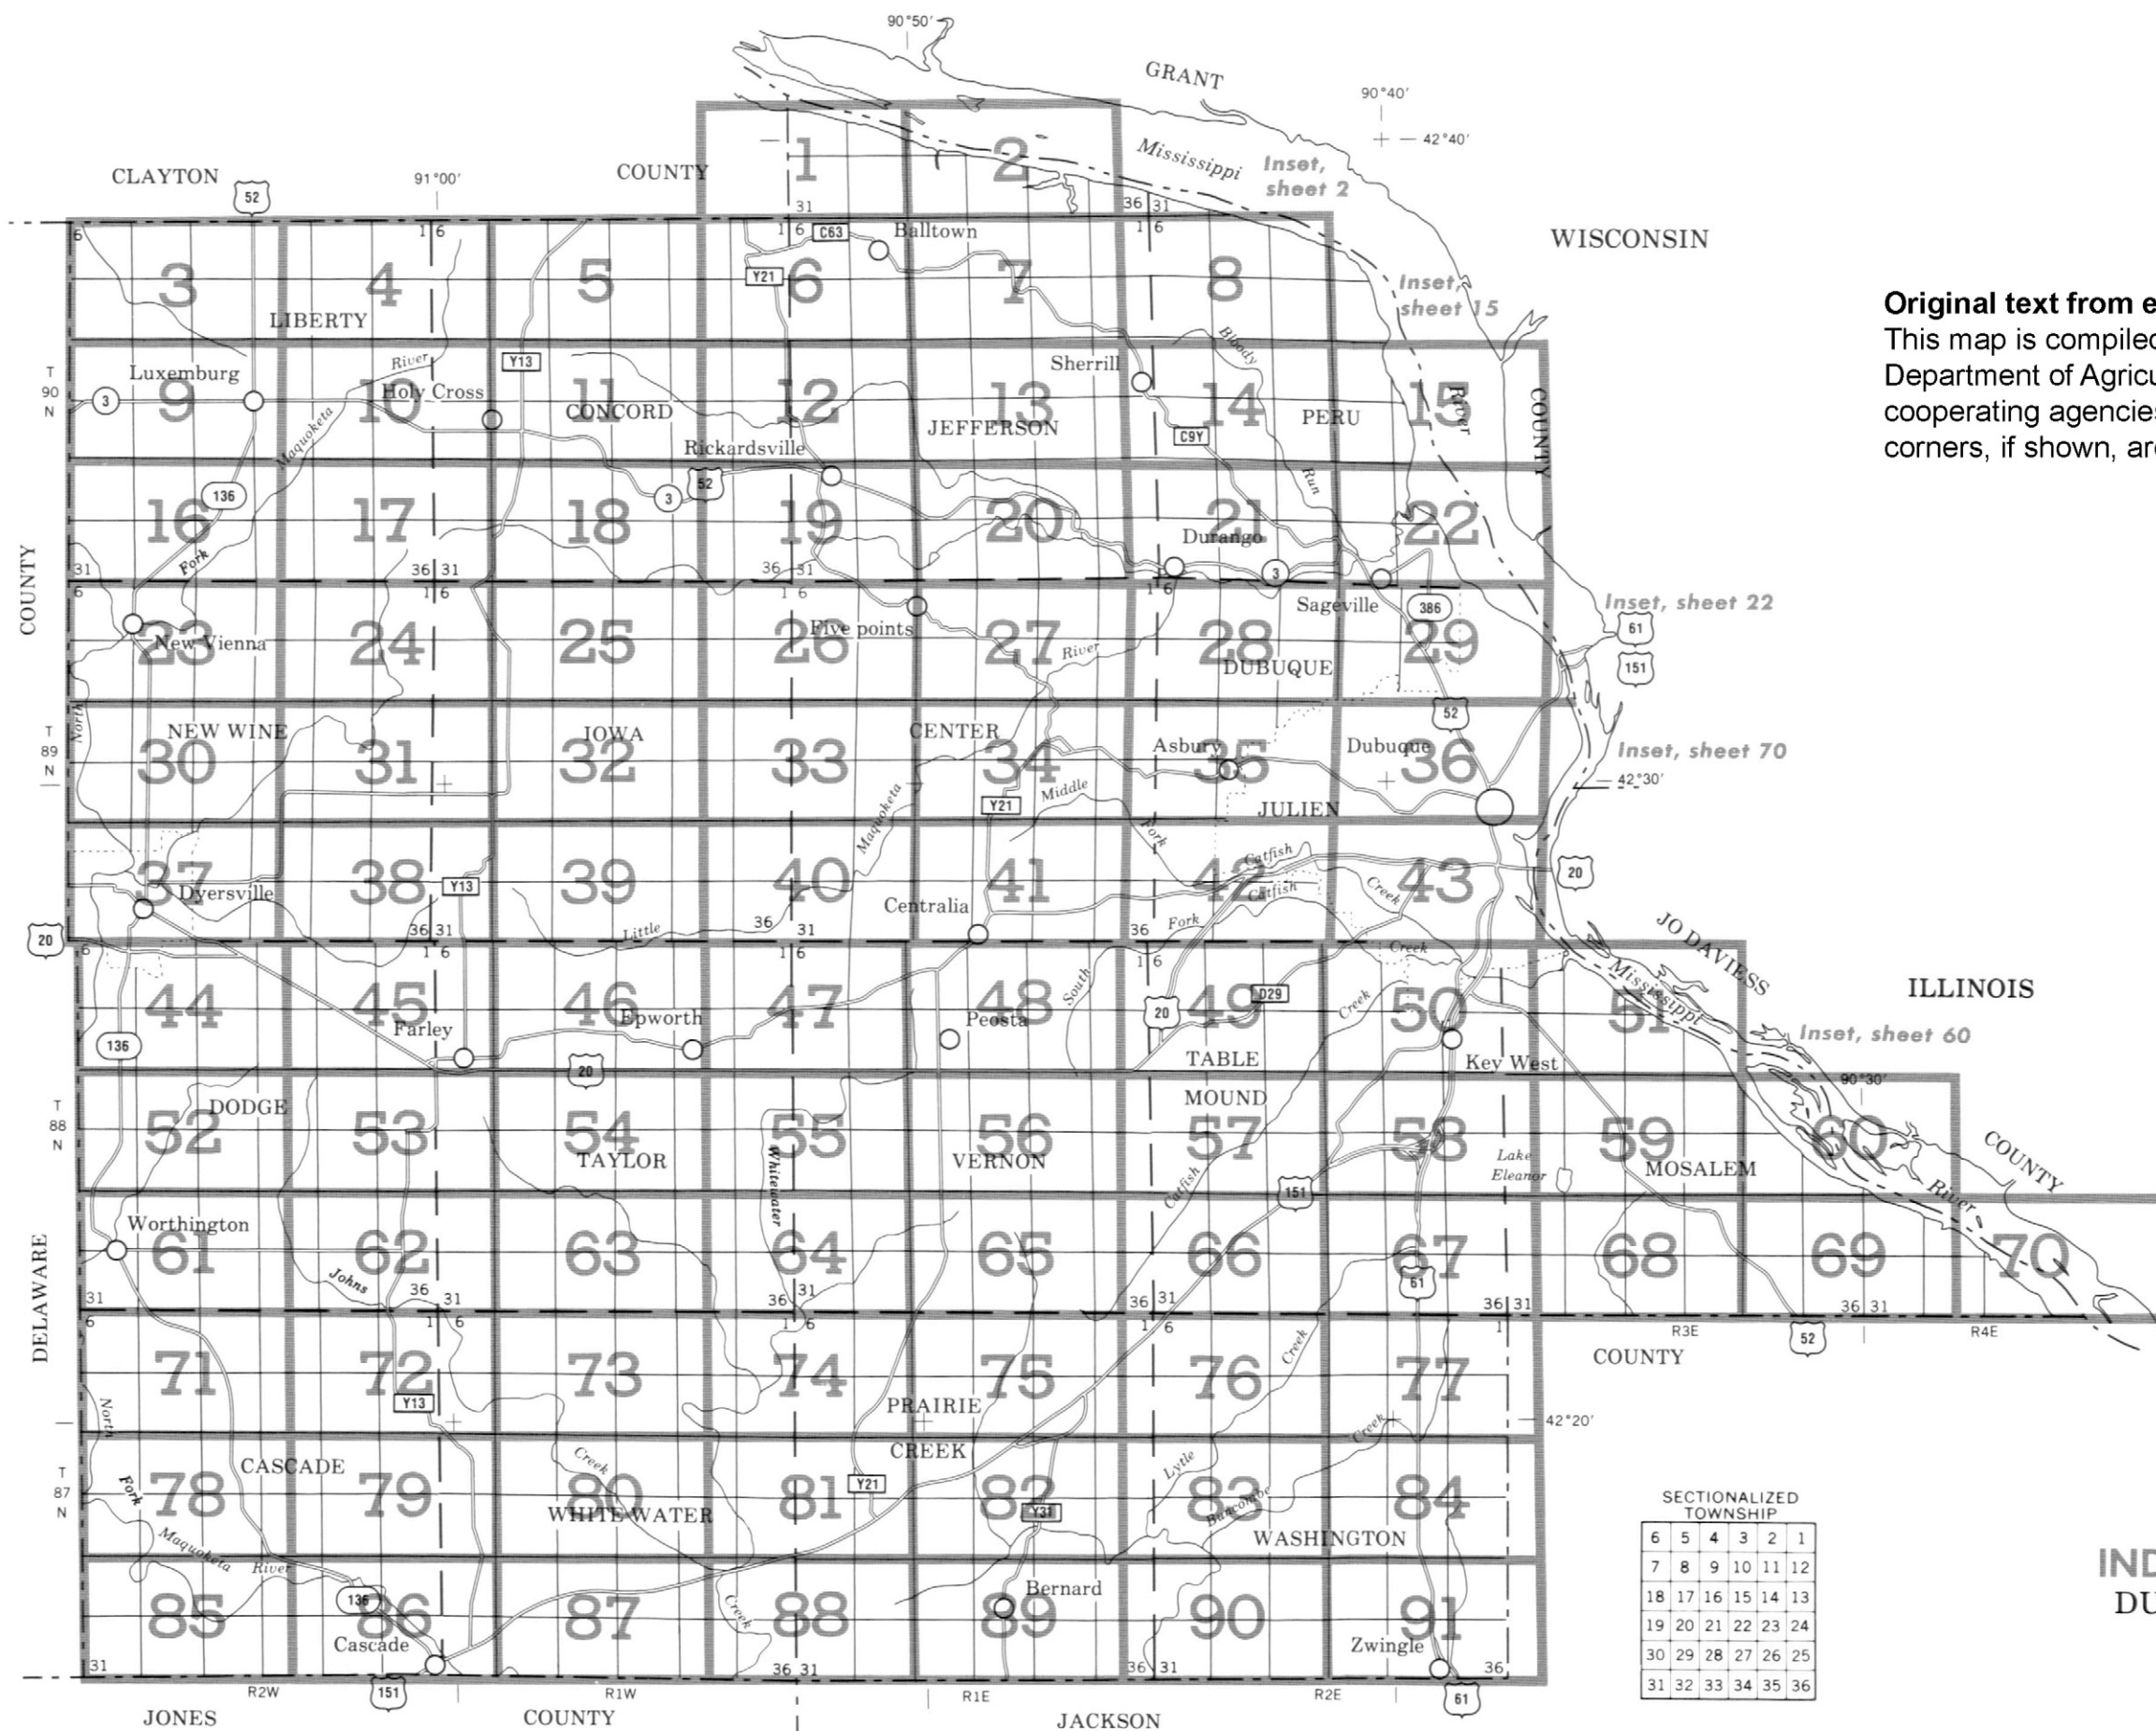 90°50'
GRANT
90°40'
42°40'
Mississippi
Inset,
sheet 2
1
2
CLAYTON
52
91°00'
COUNTY
31
36 31
WISCONSIN
6
1 6
1 6
C63
Balltown
1 6
3
4
5
Y21
6
7
8
Inset,
sheet 15
LIBERTY
Original text from e
This map is compiled
Department of Agricu
cooperating agencies
corners, if shown, are
T
90
N
3
Luxemburg
9
River
10
Holy Cross
Y13
11
CONCORD
12
13
JEFFERSON
Sherrill
Bloody
14
PERU
15
River
COUNTY
Maquoketa
Rickardsville
C9Y
Run
136
16
17
18
3
52
19
20
21
22
Durango
3
COUNTY
Fork
31
36 31
36 31
6
1 6
1 6
1 6
Sageville
386
Inset, sheet 22
61
151
23
New Vienna
24
25
26
Five points
27
River
28
DUBUQUE
29
52
T
89
N
North
NEW WINE
30
31
IOWA
32
33
CENTER
34
Asbury
35
Dubuque
36
Inset, sheet 70
42°30'
Maquoketa
Y21
Middle
Fork
JULIEN
37
Dyersville
38
Y13
39
40
41
42
Catfish
Catfish
Creek
43
20
Centralia
20
36 31
Little
36
31
36
Fork
Creek
JO DAVIESS
6
1 6
1 6
1 6
44
45
46
47
48
South
49
D29
Creek
50
51
Mississippi
ILLINOIS
136
Farley
Epworth
Peosta
20
20
TABLE
MOUND
Key West
Inset, sheet 60
90°30'
T
88
N
DODGE
52
53
54
TAYLOR
55
Whitewater
56
VERNON
57
Catfish
58
Lake
Eleanor
59
MOSALEM
60
COUNTY
River
151
DELAWARE
Worthington
61
62
63
64
65
66
67
61
68
69
70
Johns
31
36
31
36
31
36 31
36 31
36 31
6
1 6
1 6
1 6
1
R3E
52
R4E
COUNTY
71
72
Y13
73
74
75
76
Creek
77
PRAIRIE
CREEK
42°20'
North
T
87
N
Fork
CASCADE
78
79
Creek
80
WHITE WATER
81
Y21
82
Y31
Lytle
83
Buncombe
Creek
84
WASHINGTON
Maquoketa
River
85
136
86
Cascade
87
Creek
88
Bernard
89
90
91
Zwingle
31
36 31
36 31
36
R2W
151
R1W
R1E
R2E
61
JONES
COUNTY
JACKSON
SECTIONALIZED
TOWNSHIP
6 5 4 3 2 1
7 8 9 10 11 12
18 17 16 15 14 13
19 20 21 22 23 24
30 29 28 27 26 25
31 32 33 34 35 36
IND
DU